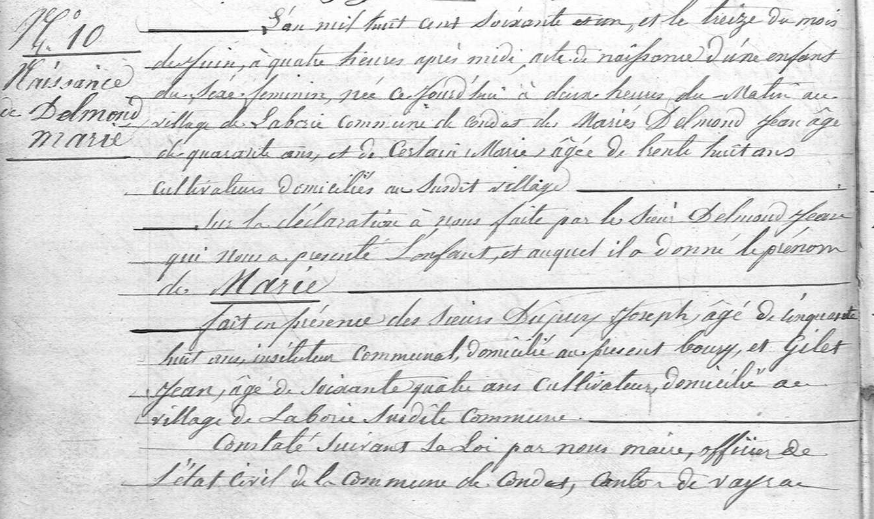 N.° 10
Naissance
de Delmond
Marie
L'an mil huit cent soixante et un, et le treize du mois
de Juin, à quatre heures après midi, acte de naissance d'une enfant
du sexe feminin, née ce jourd'hui à deux heures du Matin au
village de Laborie Commune de Condat des Mariés Delmond Jean âgé
de quarante ans, et de Certain Marie, âgée de trente huit ans
cultivateurs domiciliés au susdit village
Sur la déclaration à nous faite par le sieur Delmond Jean
qui nous a présenté l'enfant, et auquel il a donné le prénom
de Marie
fait en présence des sieurs Dupuy Joseph, âgé de cinquante
huit ans, instituteur Communal, domicilié au présent bourg, et Gilet
Jean, âgé de soixante quatre ans Cultivateur, domicilié au
village de Laborie susdite Commune.
Constaté suivant la Loi par nous maire, officier de
l'état Civil de la Commune de Condat, canton de Vayrac